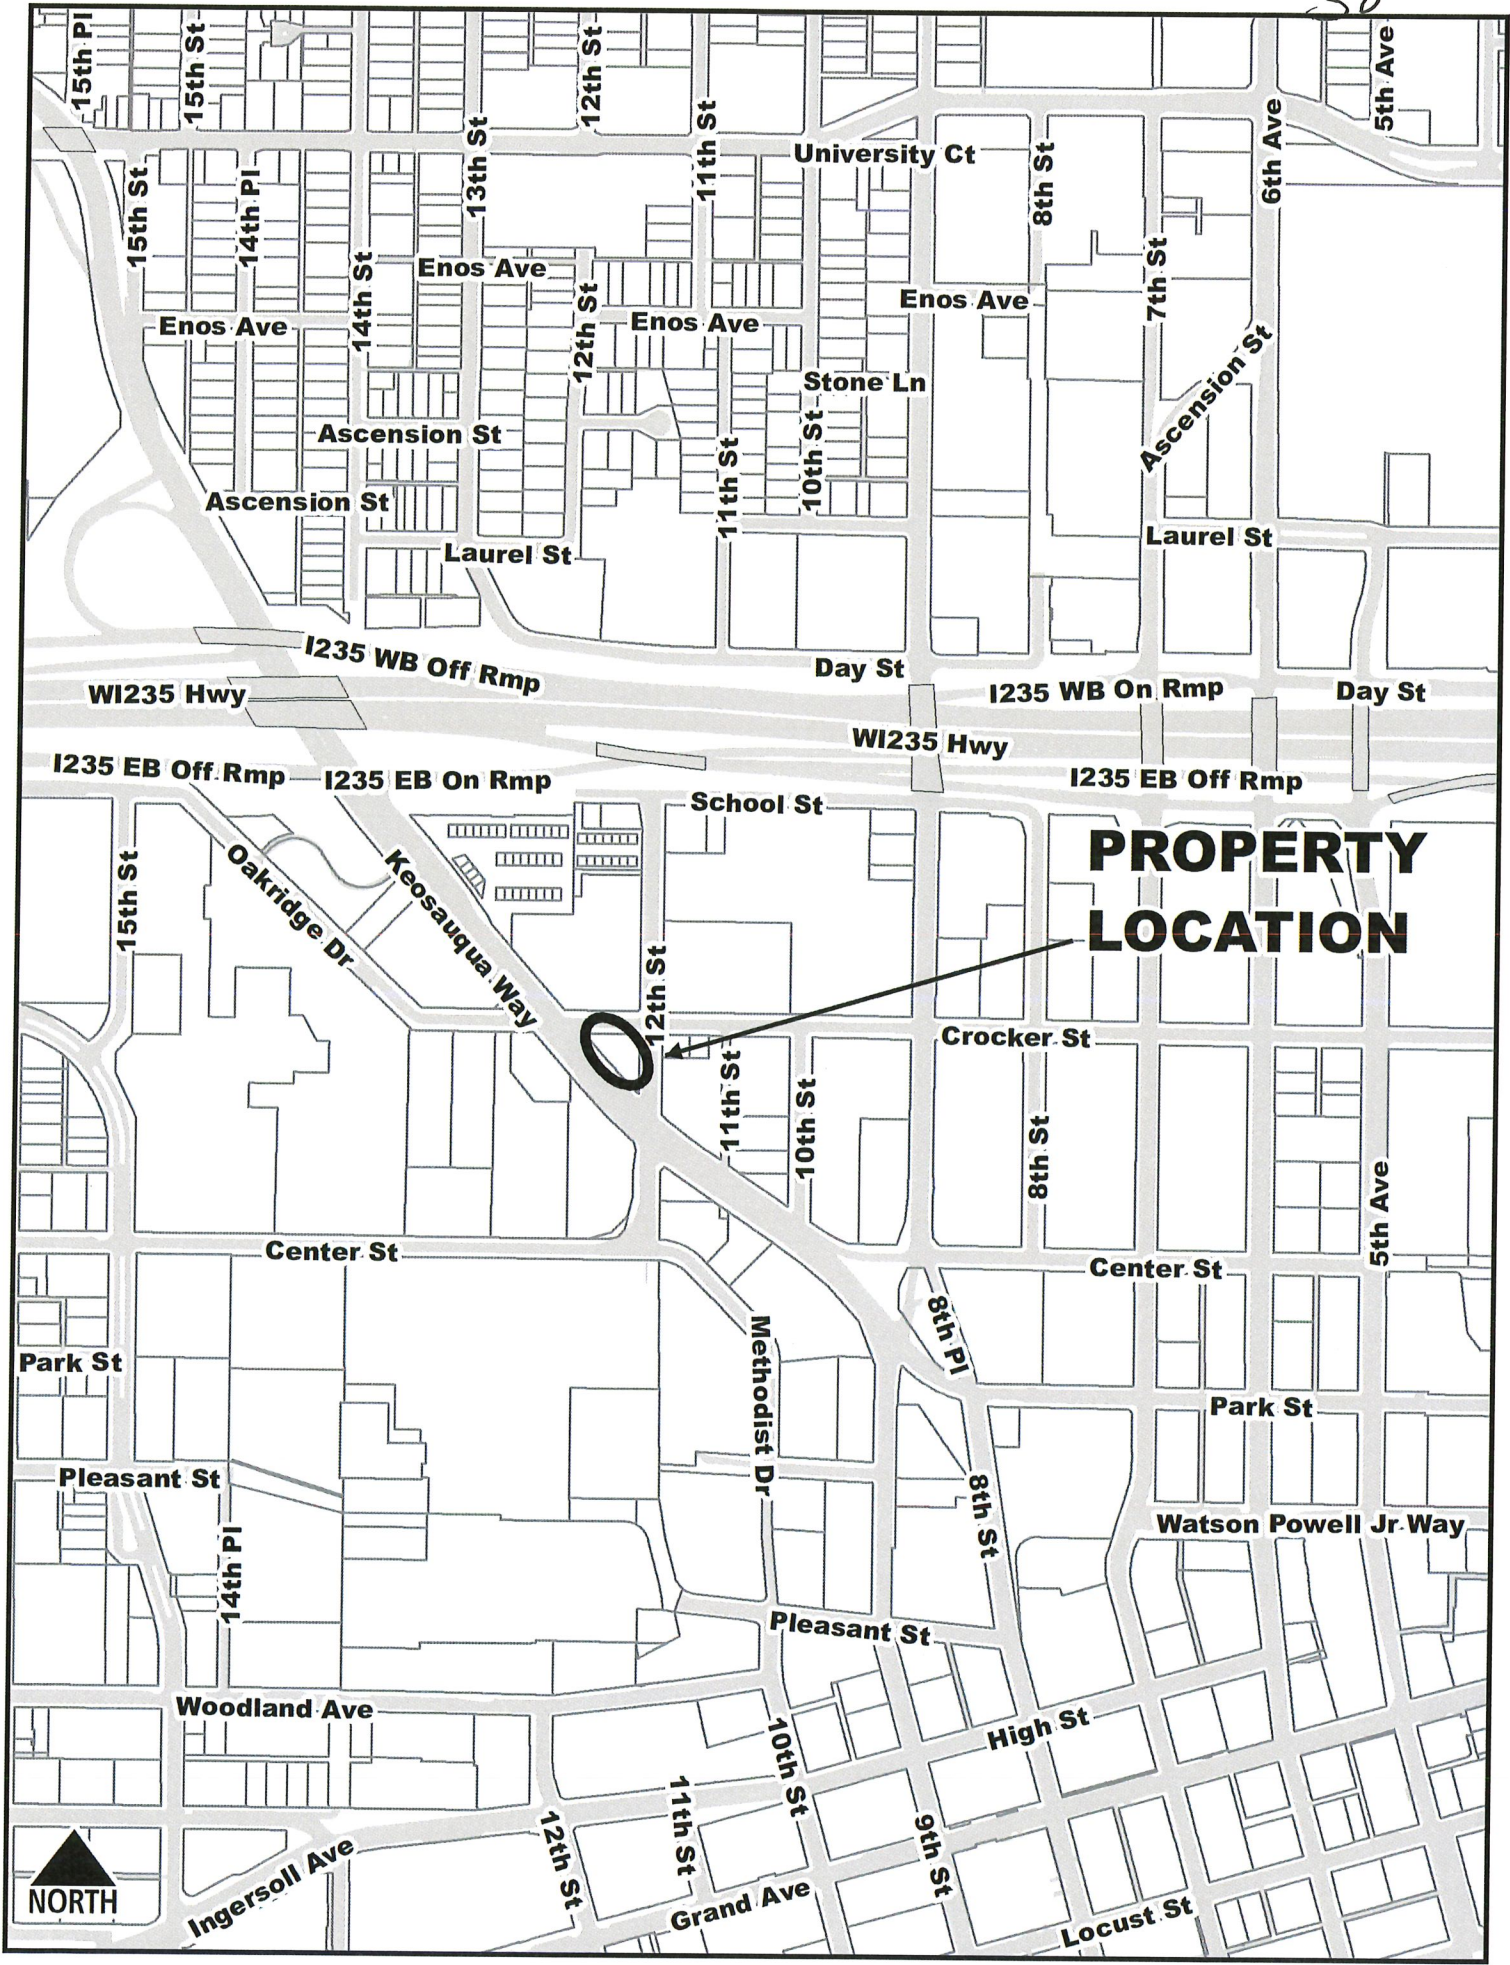 15th Pl
15th St
12th St
5th Ave
11th St
13th St
6th Ave
University Ct
8th St
15th St
14th Pl
7th St
14th St
Enos Ave
12th St
Enos Ave
Enos Ave
Enos Ave
Ascension St
Stone Ln
10th St
Ascension St
11th St
Ascension St
Laurel St
Laurel St
I235 WB Off Rmp
Day St
WI235 Hwy
I235 WB On Rmp
Day St
WI235 Hwy
I235 EB Off Rmp
I235 EB On Rmp
I235 EB Off Rmp
School St
PROPERTY
LOCATION
15th St
Oakridge Dr
Keosauqua Way
12th St
Crocker St
11th St
10th St
8th St
5th Ave
Center St
Center St
8th Pl
Methodist Dr
Park St
Park St
Pleasant St
8th St
Watson Powell Jr Way
14th Pl
Pleasant St
Woodland Ave
High St
10th St
11th St
12th St
9th St
Ingersoll Ave
Grand Ave
Locust St
NORTH